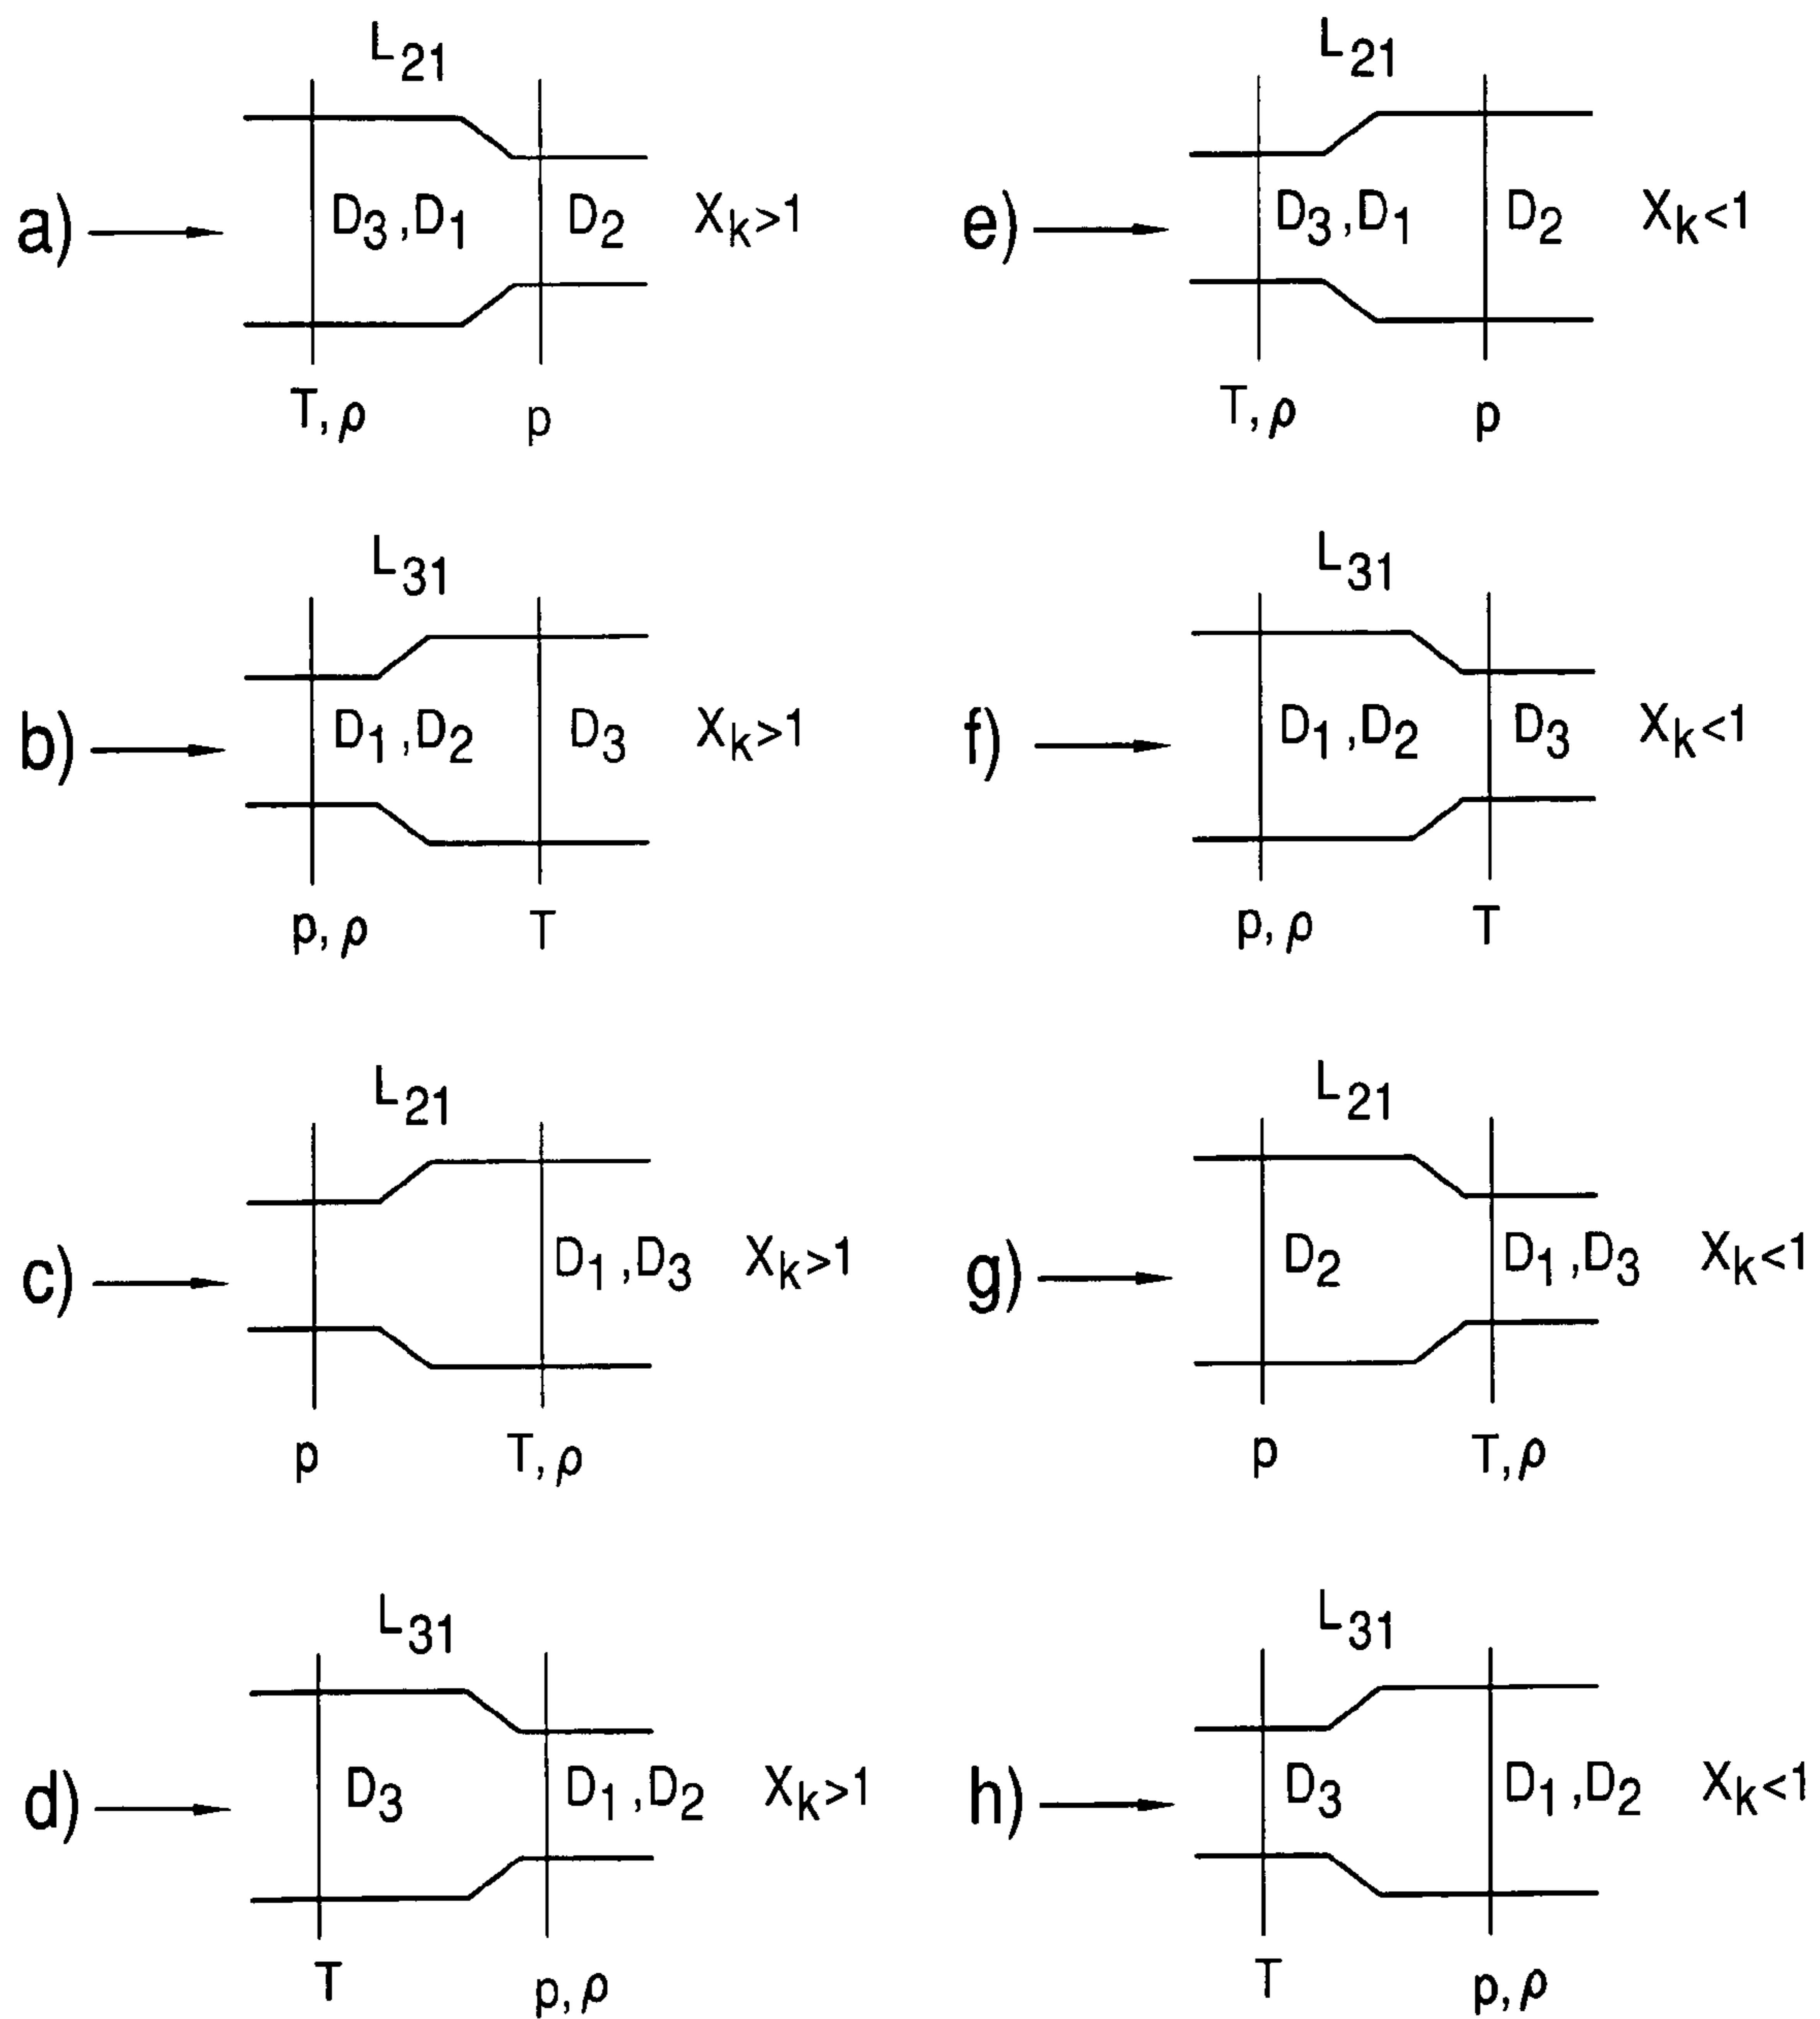 L21
a) D3,D1 D2 Xk>1
T,ρ p
L31
b) D1,D2 D3 Xk>1
p,ρ T
L21
c) D1,D3 Xk>1
p T,ρ
L31
d) D3 D1,D2 Xk>1
T p,ρ
L21
e) D3,D1 D2 Xk<1
T,ρ p
L31
f) D1,D2 D3 Xk<1
p,ρ T
L21
g) D2 D1,D3 Xk<1
p T,ρ
L31
h) D3 D1,D2 Xk<1
T p,ρ